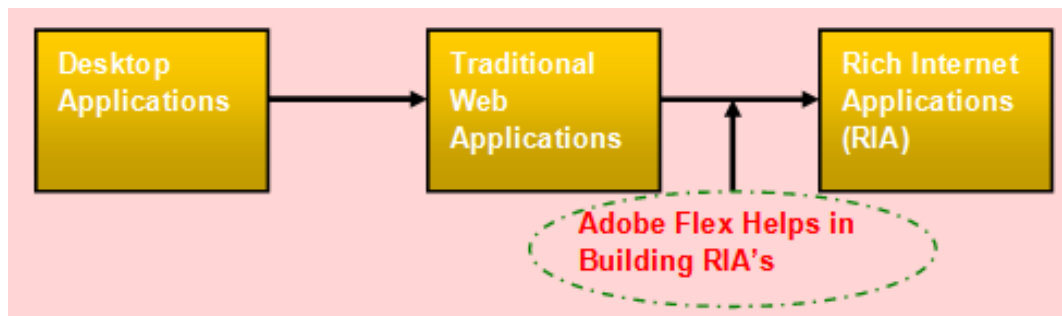 Desktop
Applications
Traditional
Web
Applications
Rich Internet
Applications
(RIA)
Adobe Flex Helps in
Building RIA's